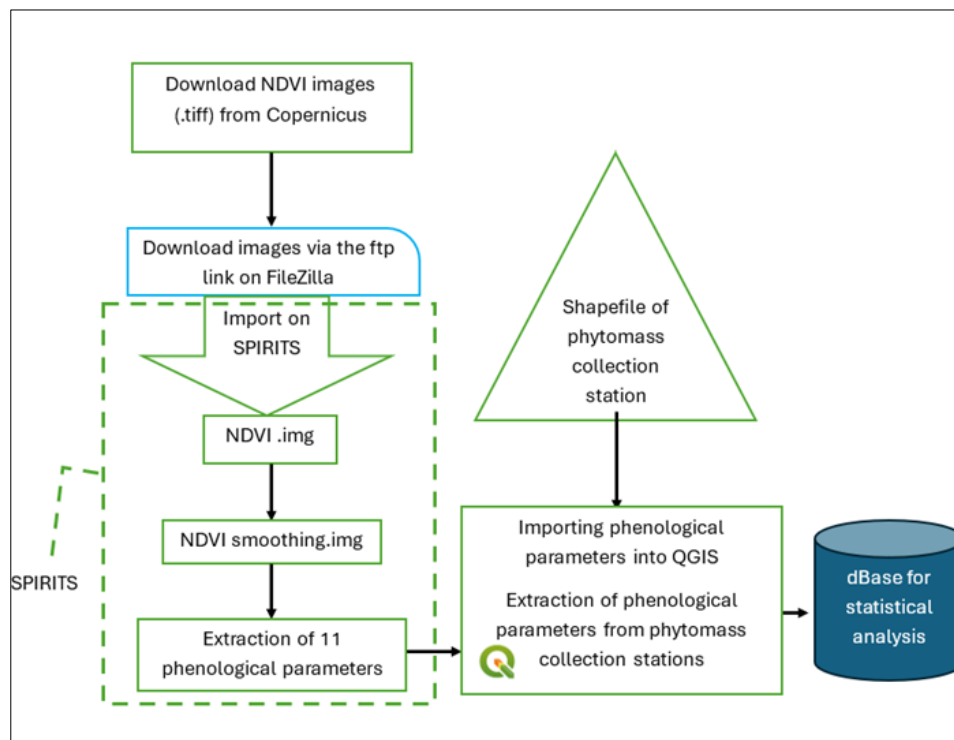 Download NDVI images
(.tiff) from Copernicus
Download images via the ftp
link on FileZilla
Import on
SPIRITS
NDVI .img
NDVI smoothing.img
Extraction of 11
phenological parameters
SPIRITS
Shapefile of
phytomass
collection
station
Importing phenological
parameters into QGIS
Extraction of phenological
parameters from phytomass
collection stations
dBase for
statistical
analysis